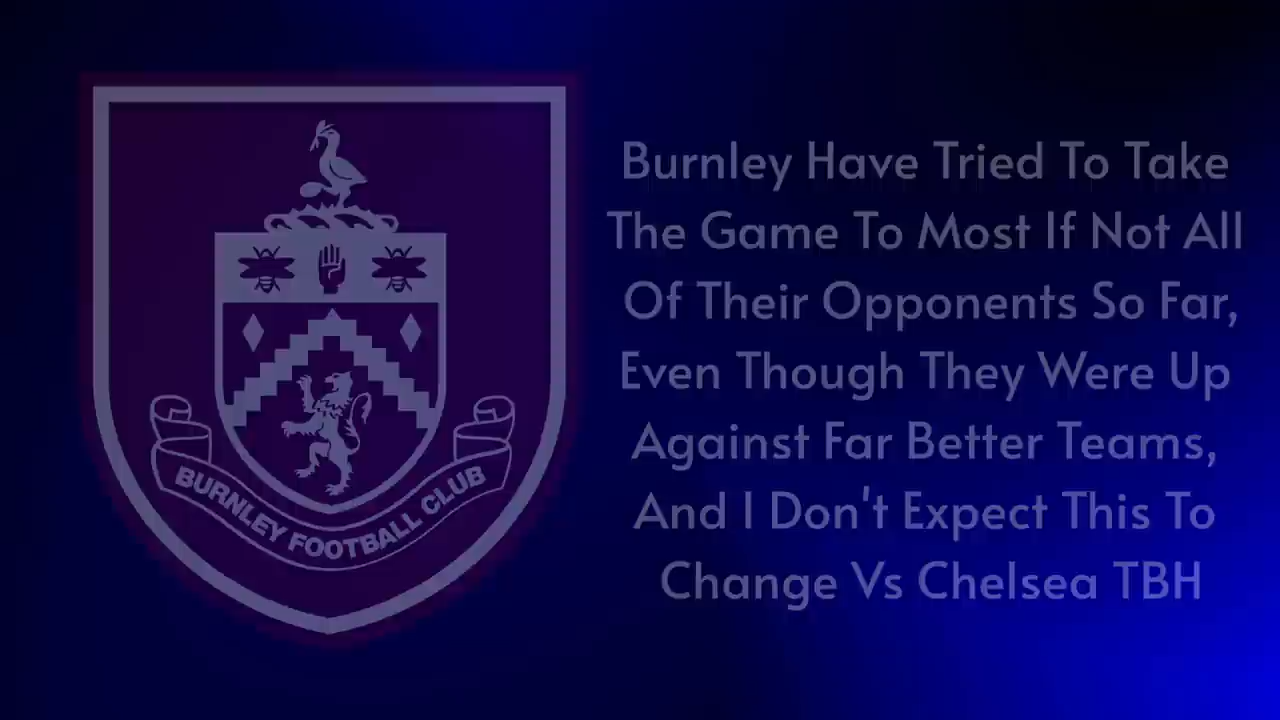 BURNLEY FOOTBALL CLUB
Burnley Have Tried To Take
The Game To Most If Not All
Of Their Opponents So Far,
Even Though They Were Up
Against Far Better Teams,
And I Don't Expect This To
Change Vs Chelsea TBH